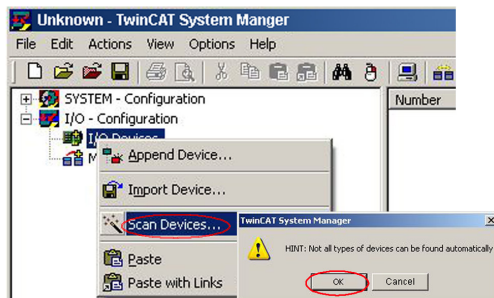 Unknown - TwinCAT System Manger
File Edit Actions View Options Help
SYSTEM - Configuration
Number
I/O - Configuration
I/O Devices
M
Append Device...
Import Device...
Scan Devices...
TwinCAT System Manager
HINT: Not all types of devices can be found automatically
OK Cancel
Paste
Paste with Links